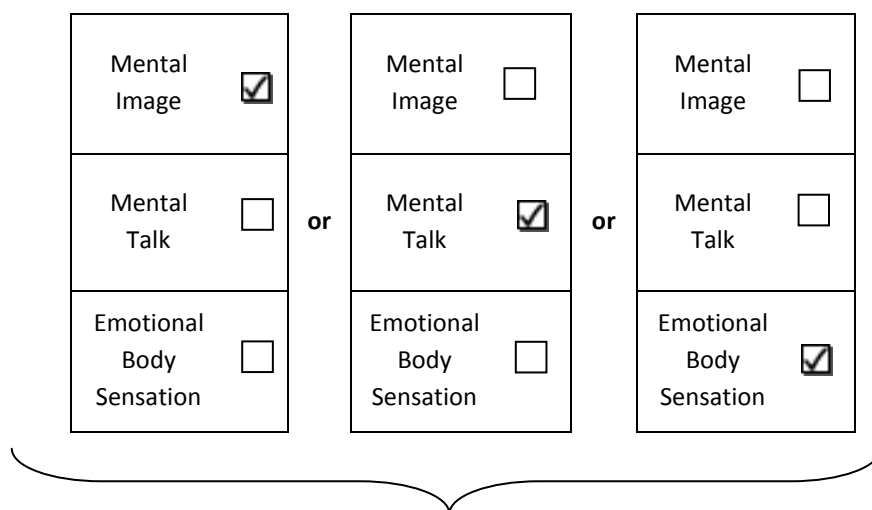 Mental
Image
Mental
Talk
Emotional
Body
Sensation
or
Mental
Image
Mental
Talk
Emotional
Body
Sensation
or
Mental
Image
Mental
Talk
Emotional
Body
Sensation